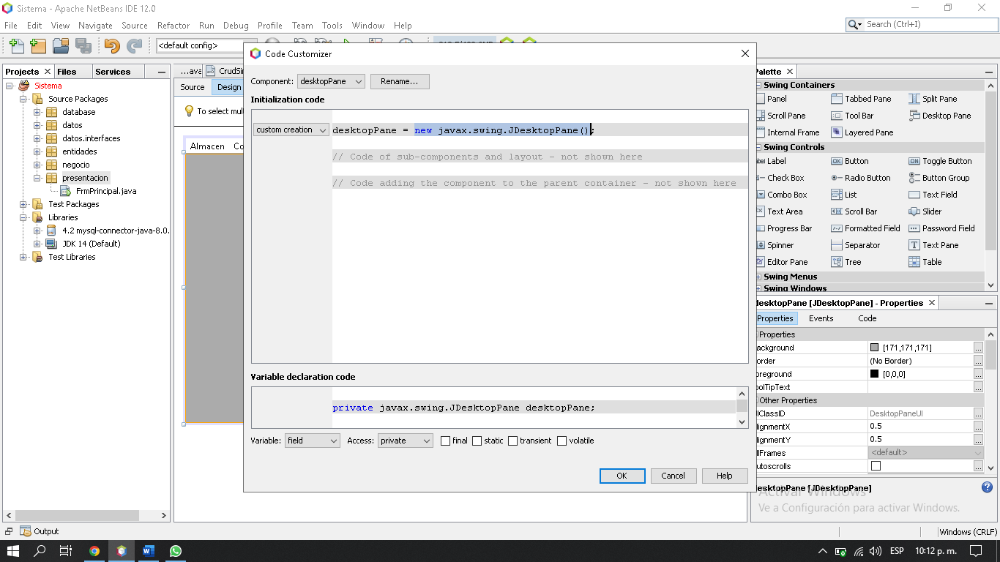 Sistema - Apache NetBeans IDE 12.0
File Edit View Navigate Source Refactor Run Debug Profile Team Tools Window Help
Search (Ctrl+I)
<default config>
Projects
Files
Services
Sistema
Source Packages
database
datos
datos.interfaces
entidades
negocio
presentacion
FrmPrincipal.java
Test Packages
Libraries
4.2 mysql-connector-java-8.0.
JDK 14 (Default)
Test Libraries
...ava
CrudSin
Source
Design
To select mul
Almacen Co
Code Customizer
Component: desktopPane Rename...
Initialization code
custom creation
desktopPane = new javax.swing.JDesktopPane();
// Code of sub-components and layout - not shown here
// Code adding the component to the parent container - not shown here
Variable declaration code
private javax.swing.JDesktopPane desktopPane;
Variable: field Access: private final static transient volatile
OK Cancel Help
Palette
Swing Containers
Panel Tabbed Pane Split Pane
Scroll Pane Tool Bar Desktop Pane
Internal Frame Layered Pane
Swing Controls
Label Button Toggle Button
Check Box Radio Button Button Group
Combo Box List Text Field
Text Area Scroll Bar Slider
Progress Bar Formatted Field Password Field
Spinner Separator Text Pane
Editor Pane Tree Table
Swing Menus
Swing Windows
desktopPane [JDesktopPane] - Properties
Properties Events Code
Properties
ackground [171,171,171]
order (No Border)
oreground [0,0,0]
oolTipText
Other Properties
IClassID DesktopPaneUI
lignmentX 0.5
lignmentY 0.5
llFrames <default>
utoscrolls
desktopPane [JDesktopPane]
Activar Windows
Ve a Configuración para activar Windows.
Output
Windows (CRLF)
ESP 10:12 p. m.